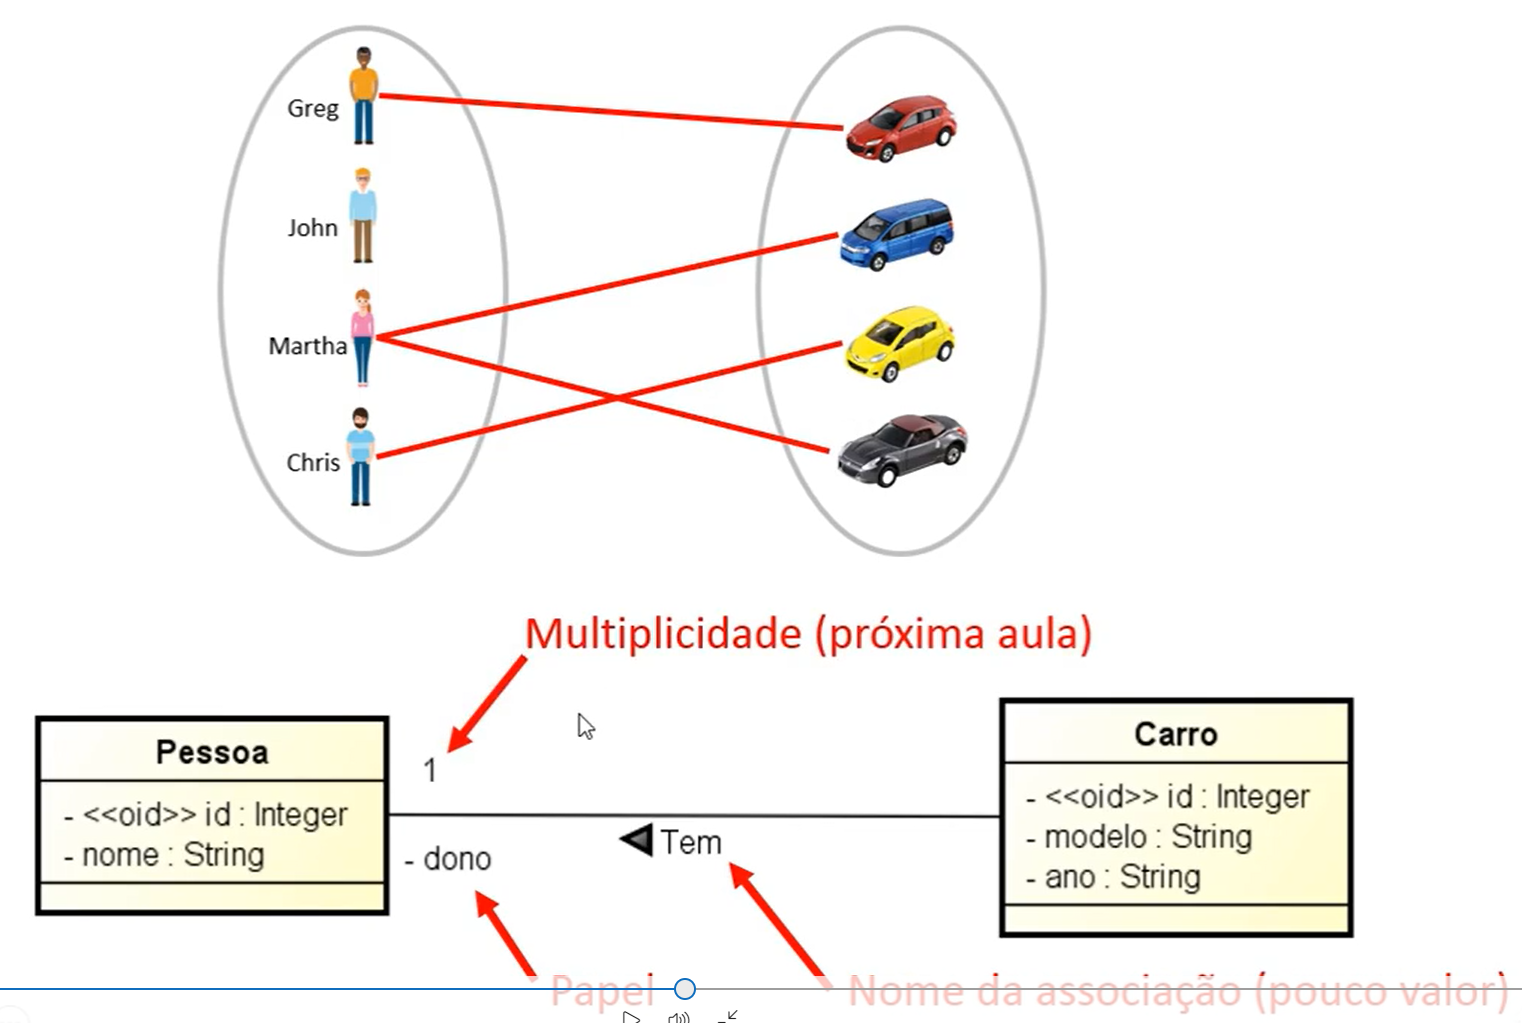 Greg
John
Martha
Chris
Multiplicidade (próxima aula)
Pessoa
- <<oid>> id : Integer
- nome : String
1
- dono
Tem
Carro
- <<oid>> id : Integer
- modelo : String
- ano : String
Papel
Nome da associação (pouco valor)